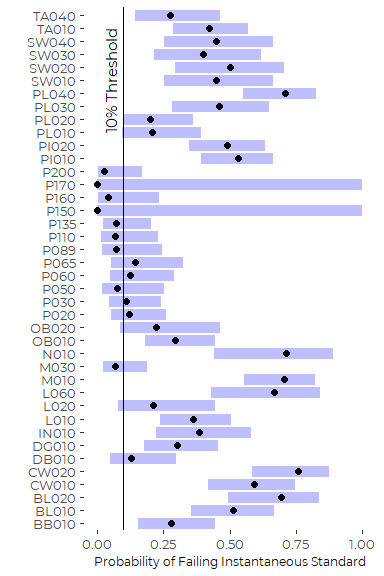 TA040
TA010
SW040
SW030
SW020
SW010
PL040
PL030
PL020
PL010
PI020
PI010
P200
P170
P160
P150
P135
P110
P089
P065
P060
P050
P030
P020
OB020
OB010
N010
M030
M010
L060
L020
L010
IN010
DG010
DB010
CW020
CW010
BL020
BL010
BB010
10% Threshold
0.00 0.25 0.50 0.75 1.00
Probability of Failing Instantaneous Standard